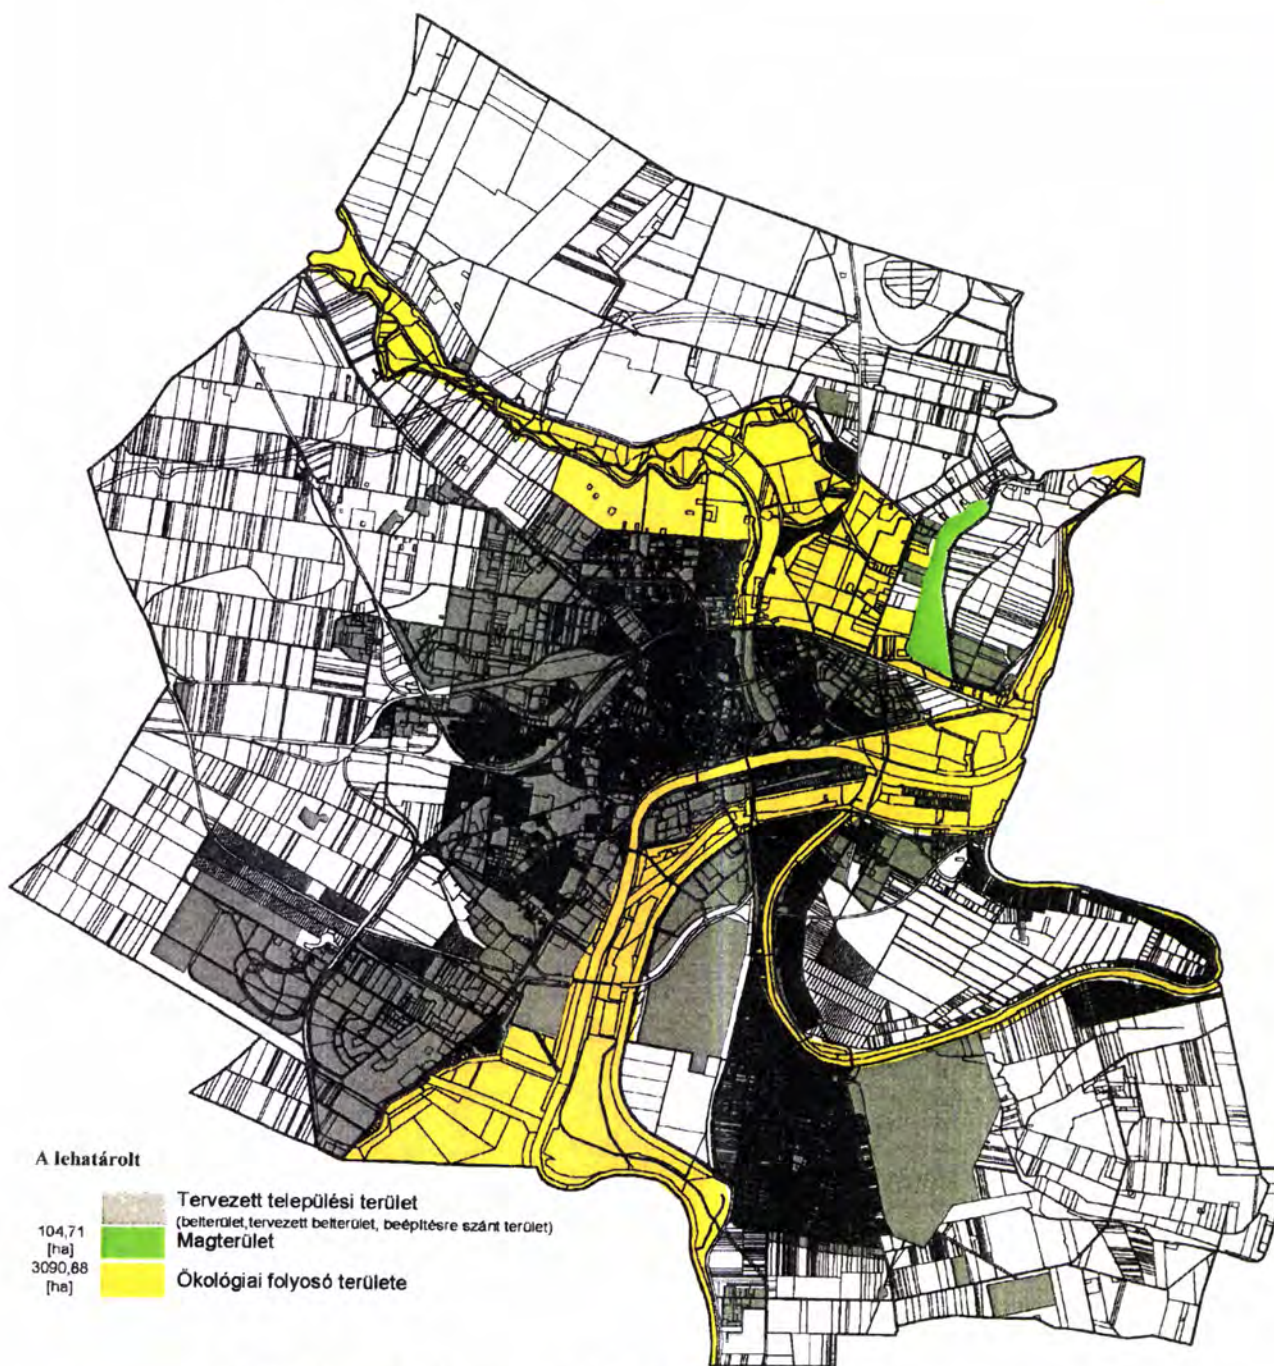 A lehatárolt
Tervezett települési terület
(belterület,tervezett belterület, beépítésre szánt terület)
104,71
[ha]
Magterület
3090,68
[ha]
Ökológiai folyosó területe